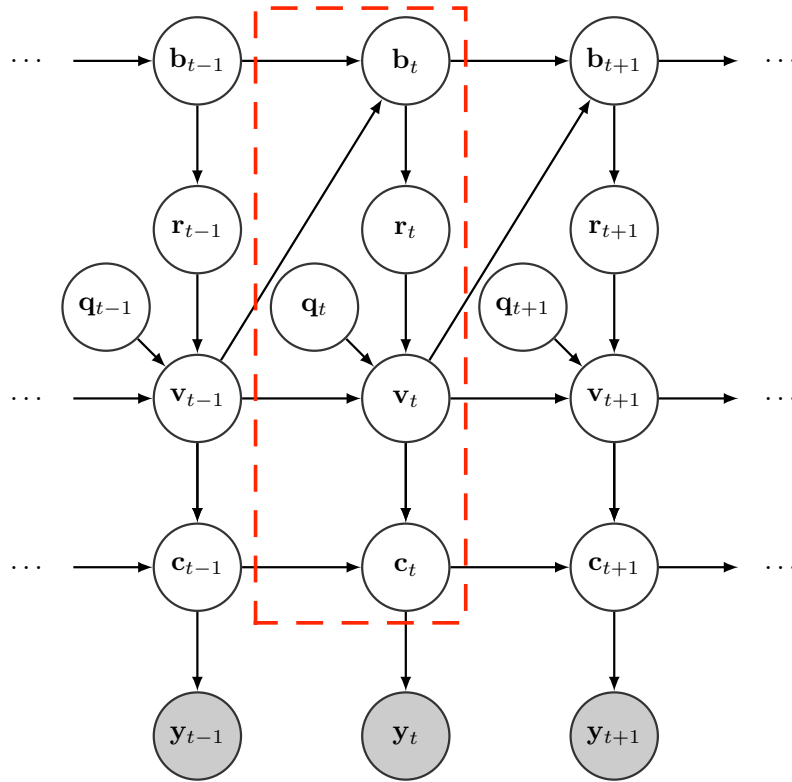 … b_{t−1} b_t b_{t+1} …
r_{t−1} r_t r_{t+1}
q_{t−1} q_t q_{t+1}
… v_{t−1} v_t v_{t+1} …
… c_{t−1} c_t c_{t+1} …
y_{t−1} y_t y_{t+1}